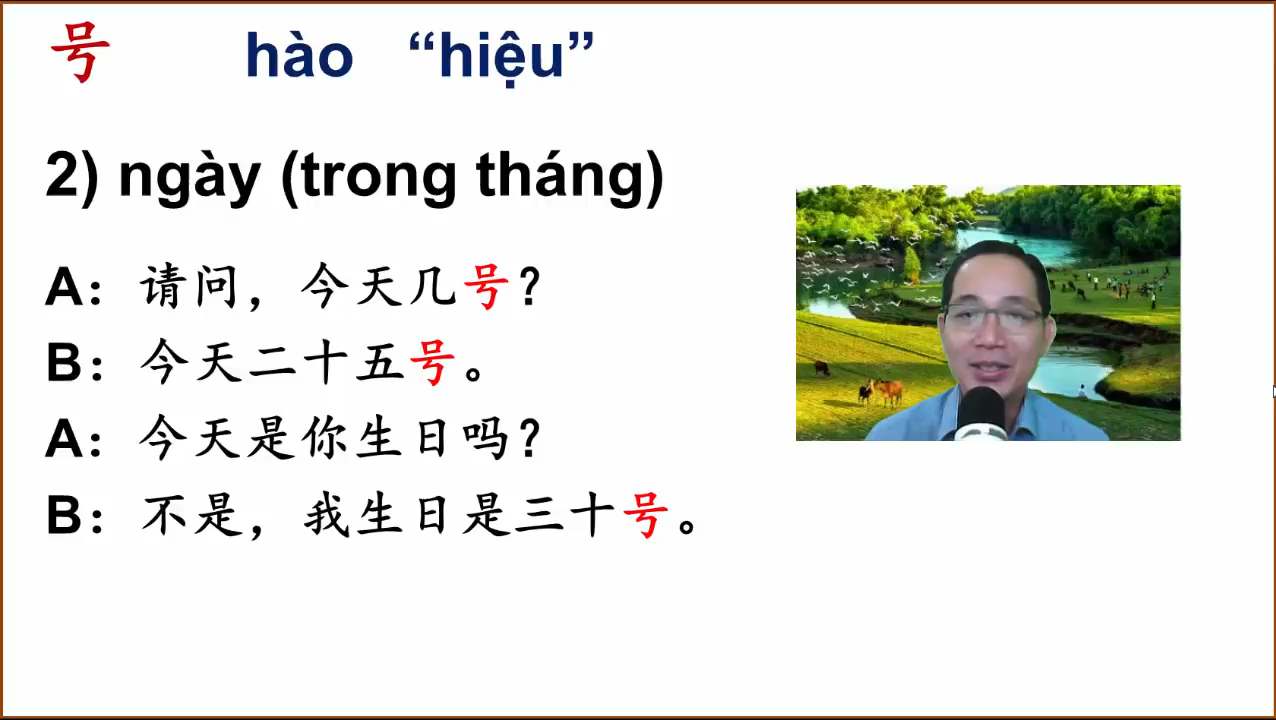 号 hào “hiệu”
2) ngày (trong tháng)
A：请问，今天几号？
B：今天二十五号。
A：今天是你生日吗？
B：不是，我生日是三十号。